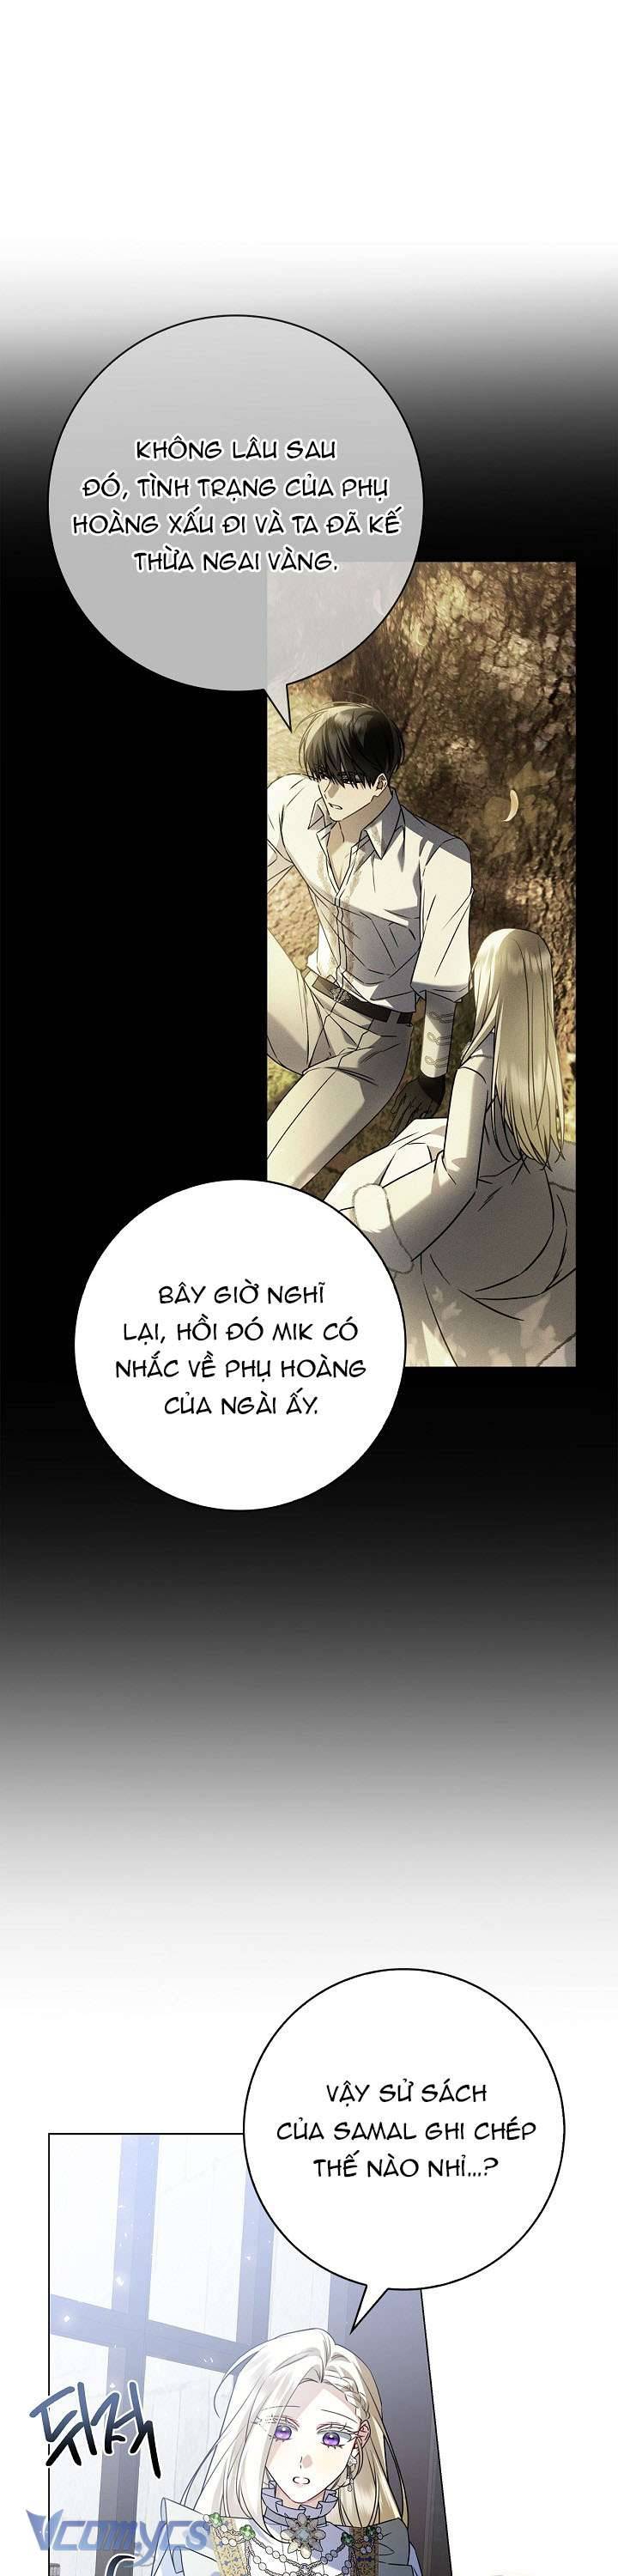 KHÔNG LÂU SAU
ĐÓ, TÌNH TRẠNG CỦA PHỤ
HOÀNG XẤU ĐI VÀ TA ĐÃ KẾ
THỪA NGAI VÀNG.
BÂY GIỜ NGHĨ
LẠI, HỒI ĐÓ MIK CÓ
NHẮC VỀ PHỤ HOÀNG
CỦA NGÀI ẤY.
VẬY SỬ SÁCH
CỦA SAMAL GHI CHÉP
THẾ NÀO NHỈ...?
Vcomycs